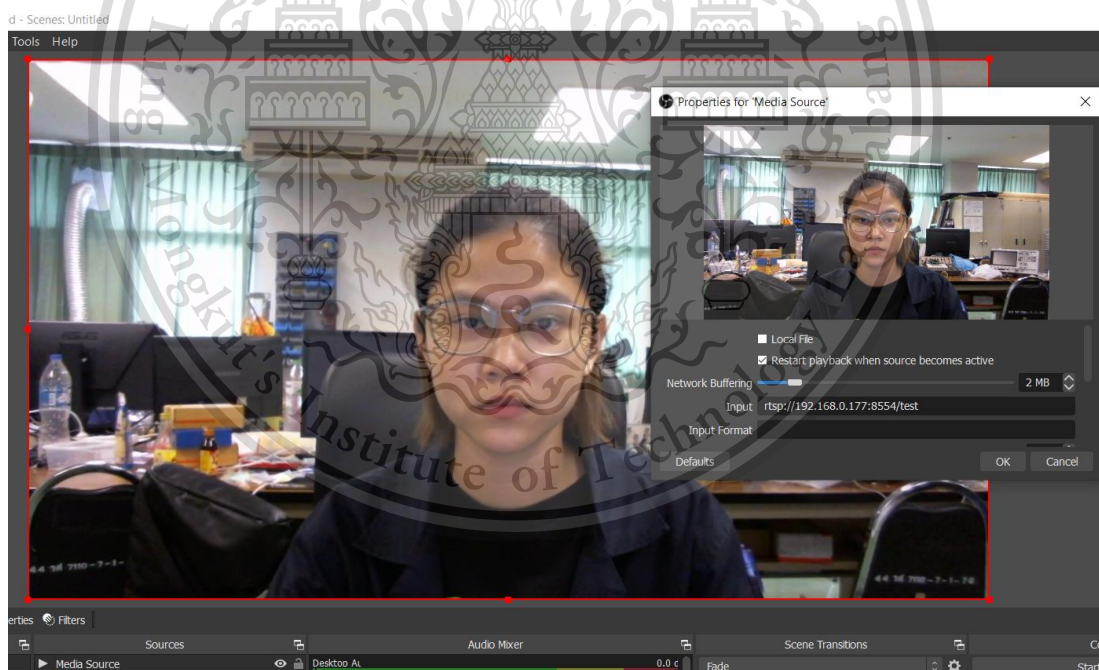 d - Scenes: Untitled
Tools Help
King Mongkut's Institute of Technology
Properties for 'Media Source'
Local File
Restart playback when source becomes active
Network Buffering 2 MB
Input rtsp://192.168.0.177:8554/test
Input Format
Defaults OK Cancel
erties Filters
Sources Audio Mixer Scene Transitions Co
Media Source Desktop Au 0.0 d Fade Start